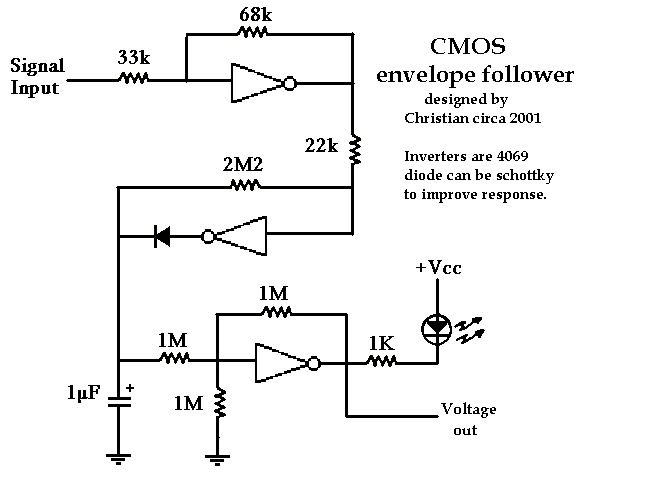 68k
33k
Signal
Input
CMOS
envelope follower
designed by
Christian circa 2001
22k
Inverters are 4069
diode can be schottky
to improve response.
2M2
+Vcc
1M
1M
1K
1µF
+
1M
Voltage
out